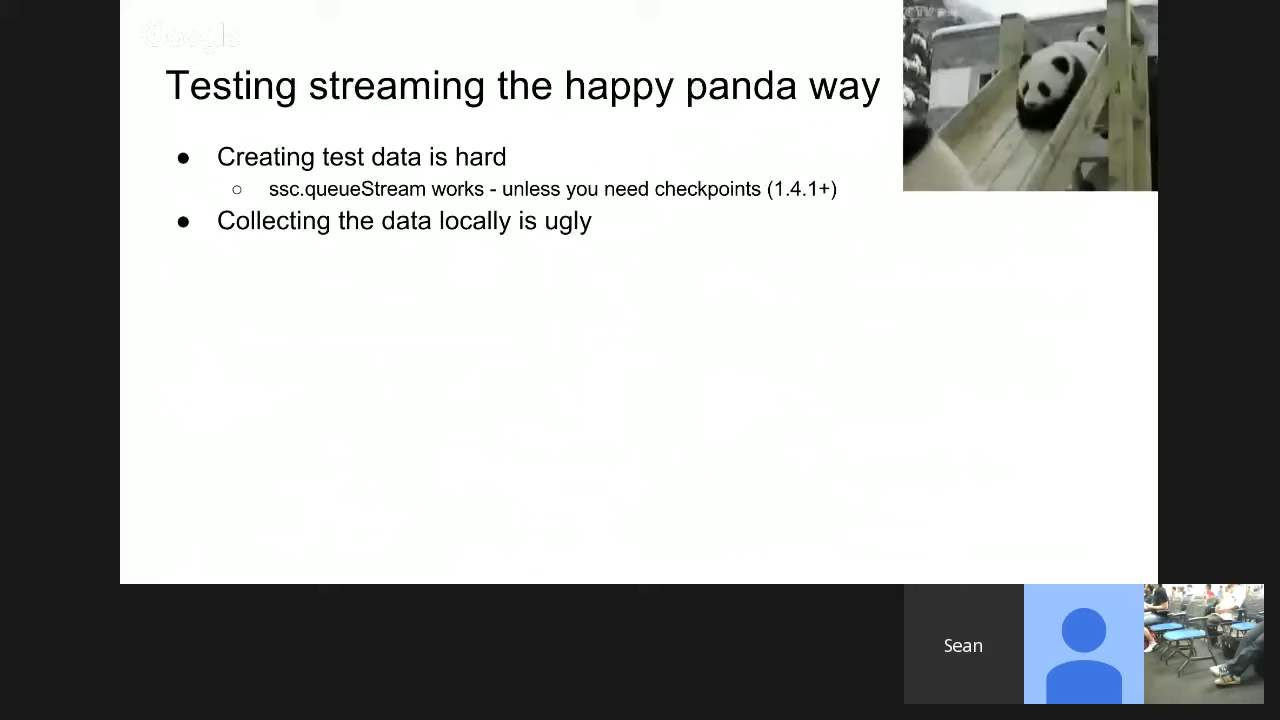 Google
Testing streaming the happy panda way
● Creating test data is hard
○ ssc.queueStream works - unless you need checkpoints (1.4.1+)
● Collecting the data locally is ugly
Sean